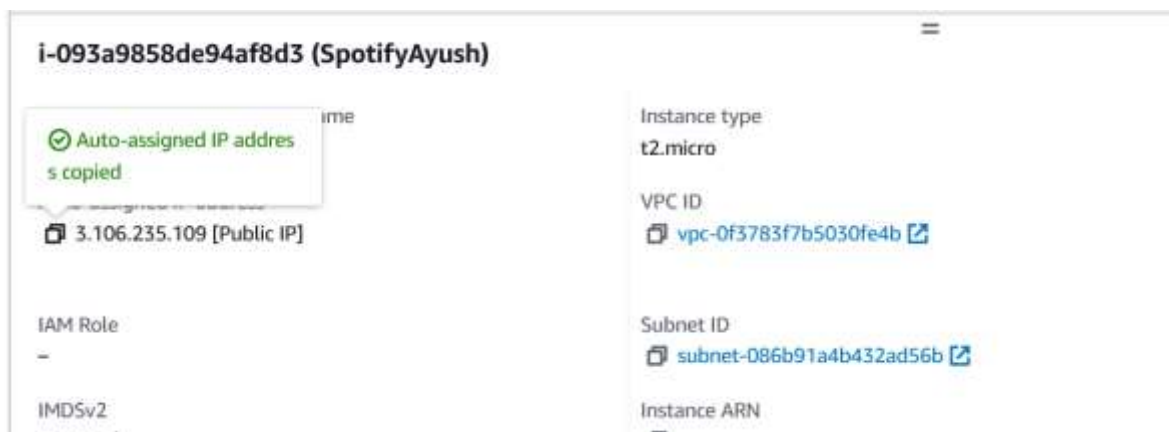 i-093a9858de94af8d3 (SpotifyAyush)
Auto-assigned IP addres
s copied
3.106.235.109 [Public IP]
IAM Role
–
IMDSv2
Instance type
t2.micro
VPC ID
vpc-0f3783f7b5030fe4b
Subnet ID
subnet-086b91a4b432ad56b
Instance ARN